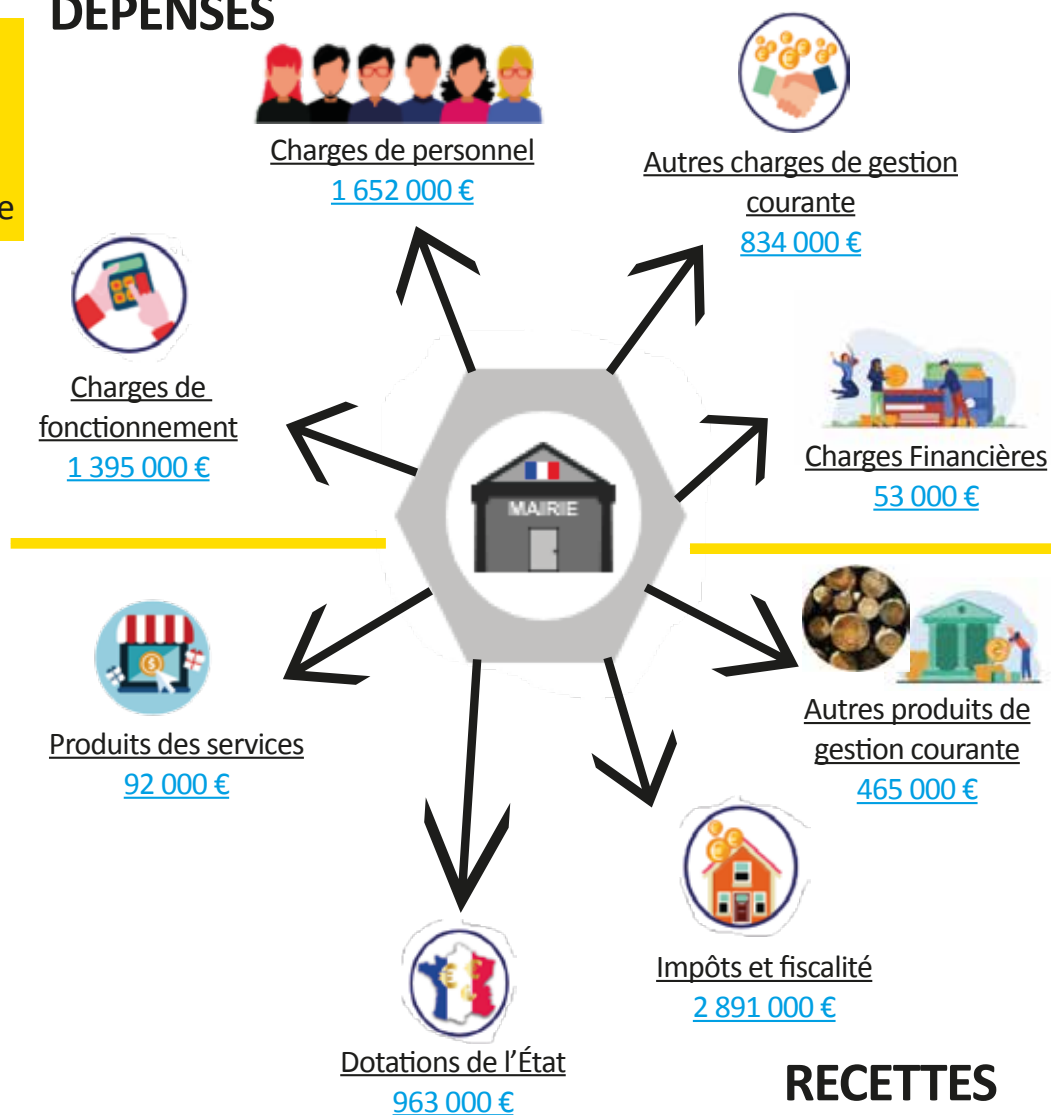 DÉPENSES
Charges de personnel
1 652 000 €
Autres charges de gestion
courante
834 000 €
e
Charges de
fonctionnement
1 395 000 €
Charges Financières
53 000 €
MAIRIE
Produits des services
92 000 €
Autres produits de
gestion courante
465 000 €
Impôts et fiscalité
2 891 000 €
Dotations de l'État
963 000 €
RECETTES